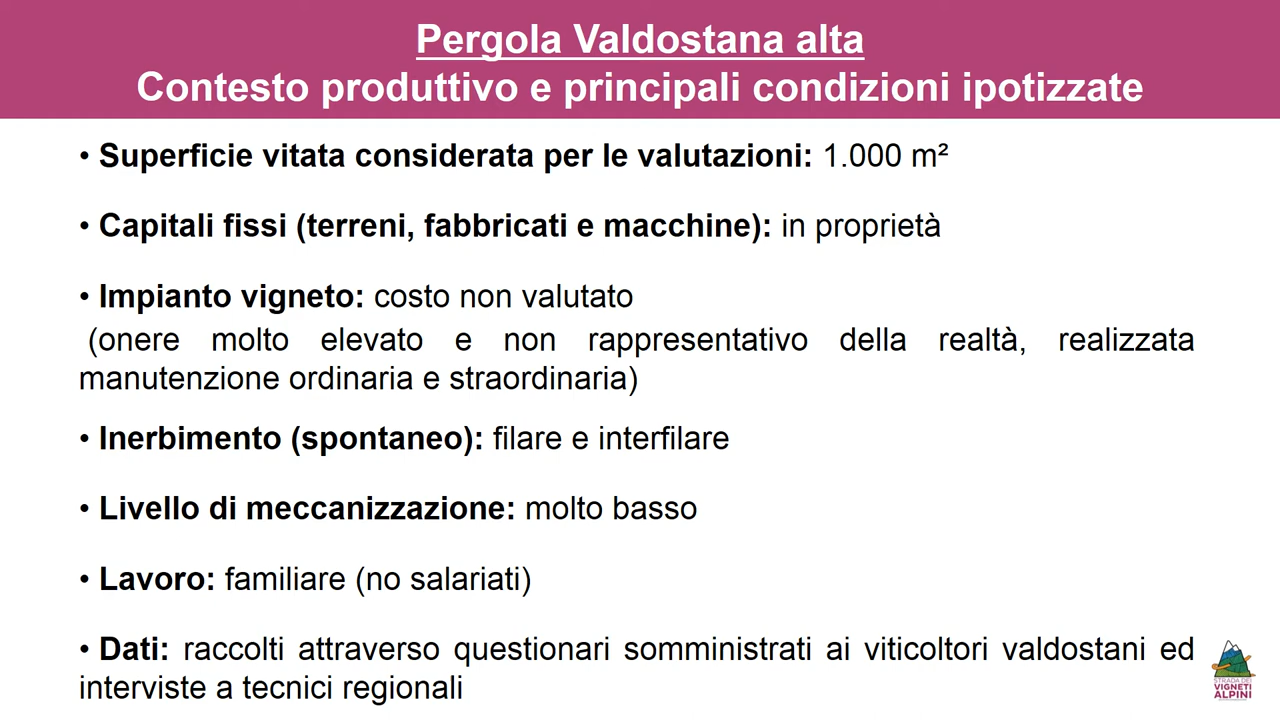 Pergola Valdostana alta
Contesto produttivo e principali condizioni ipotizzate
• Superficie vitata considerata per le valutazioni: 1.000 m²
• Capitali fissi (terreni, fabbricati e macchine): in proprietà
• Impianto vigneto: costo non valutato
(onere molto elevato e non rappresentativo della realtà, realizzata
manutenzione ordinaria e straordinaria)
• Inerbimento (spontaneo): filare e interfilare
• Livello di meccanizzazione: molto basso
• Lavoro: familiare (no salariati)
• Dati: raccolti attraverso questionari somministrati ai viticoltori valdostani ed
interviste a tecnici regionali
STRADA DEI
VIGNETI
ALPINI